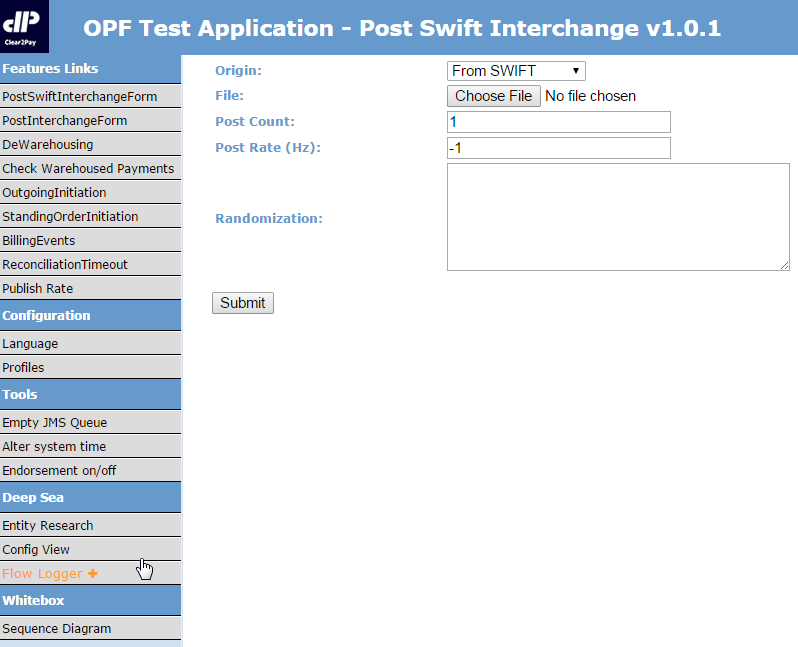 Clear2Pay
OPF Test Application - Post Swift Interchange v1.0.1
Features Links
PostSwiftInterchangeForm
PostInterchangeForm
DeWarehousing
Check Warehoused Payments
OutgoingInitiation
StandingOrderInitiation
BillingEvents
ReconciliationTimeout
Publish Rate
Configuration
Language
Profiles
Tools
Empty JMS Queue
Alter system time
Endorsement on/off
Deep Sea
Entity Research
Config View
Flow Logger +
Whitebox
Sequence Diagram
Origin: From SWIFT
File: Choose File No file chosen
Post Count: 1
Post Rate (Hz): -1
Randomization:
Submit